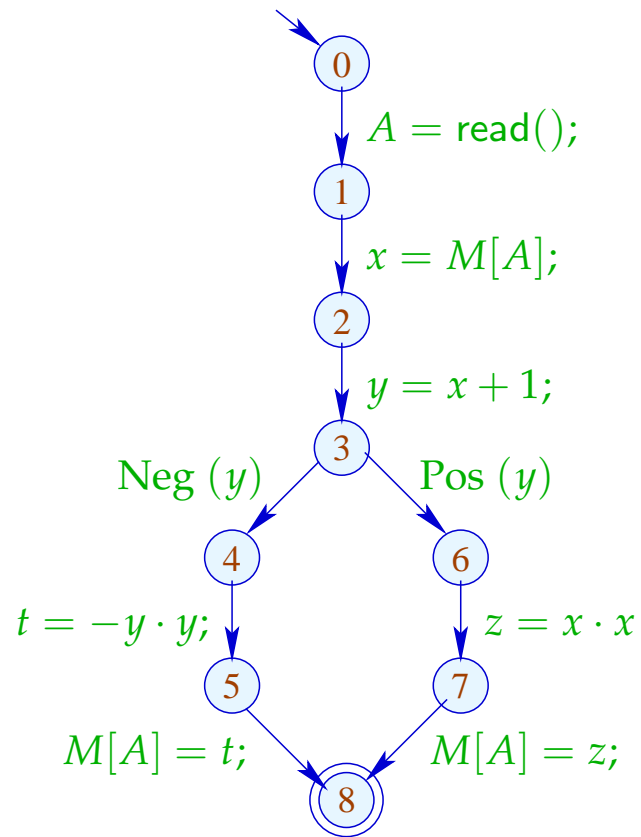 0
A = read();
1
x = M[A];
2
y = x + 1;
3
Neg (y) Pos (y)
4 6
t = −y · y; z = x · x
5 7
M[A] = t; M[A] = z;
8